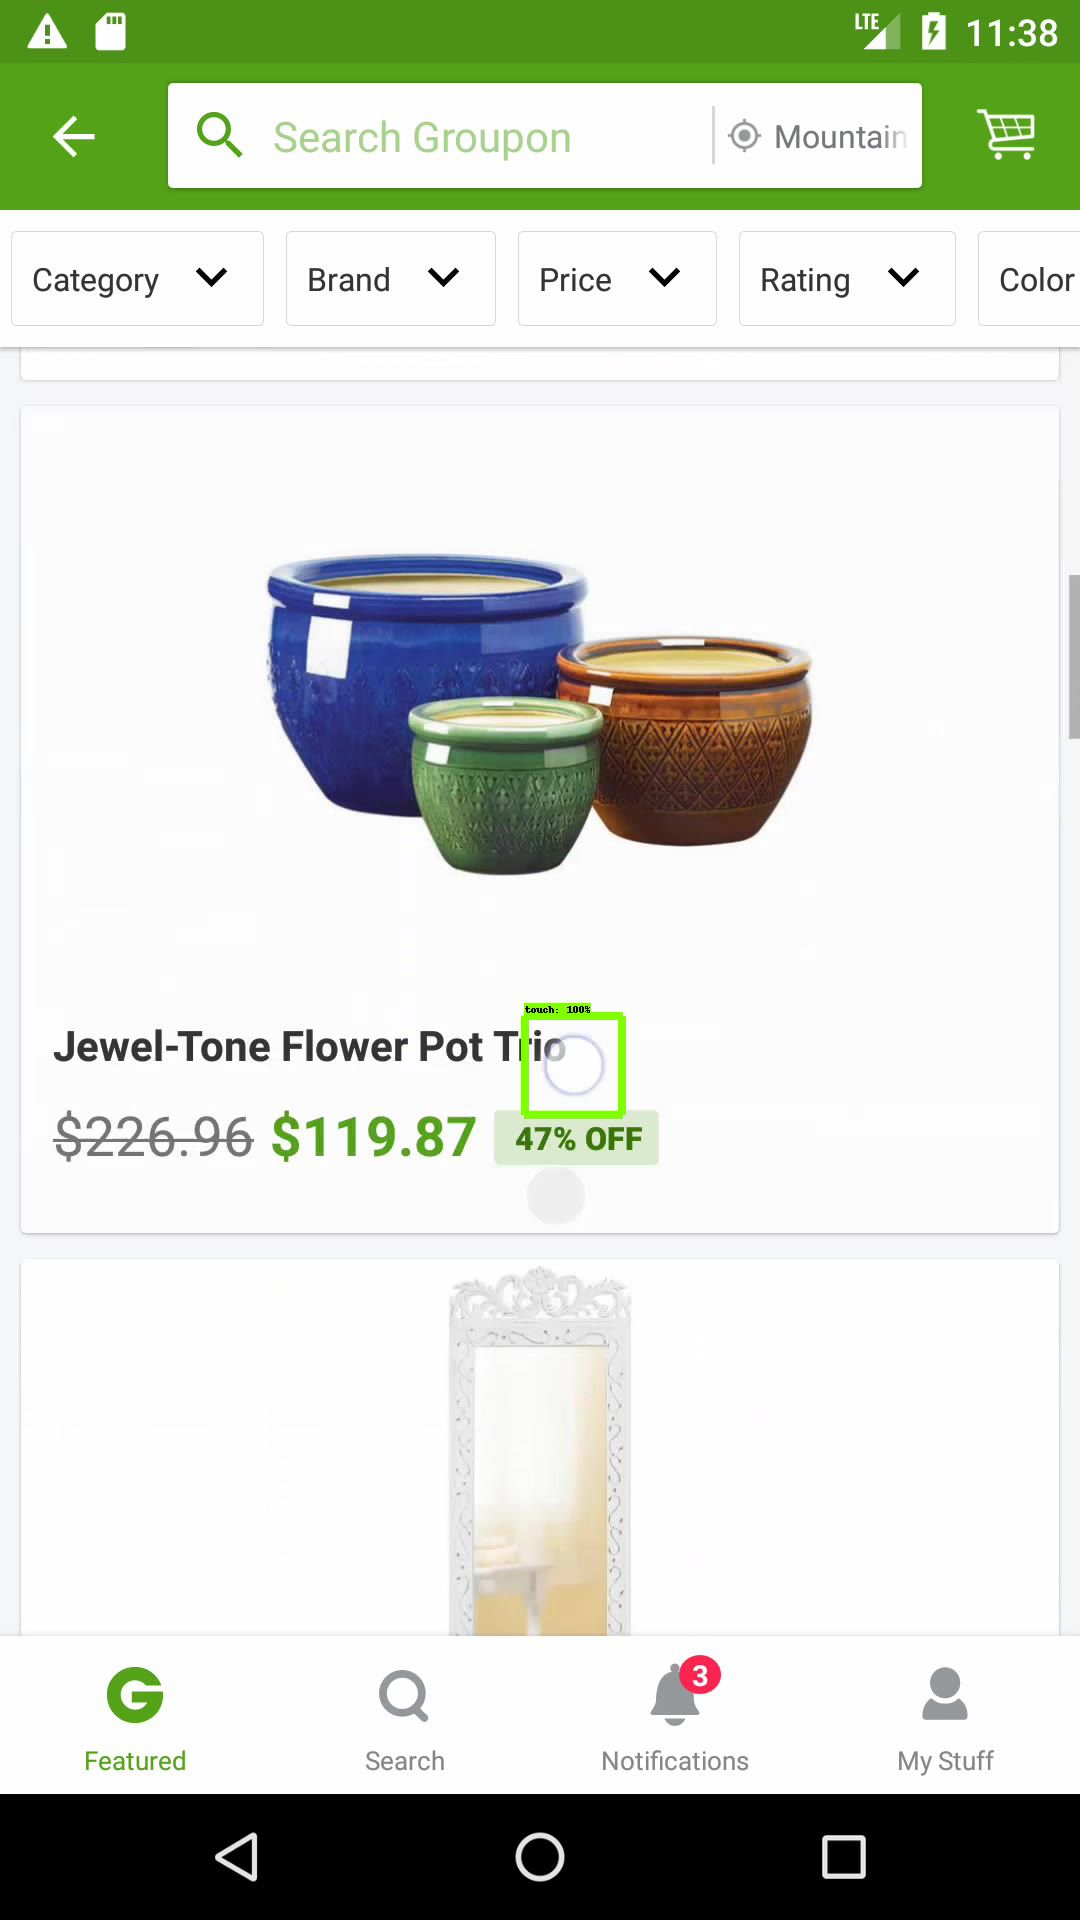 LTE 11:38
Search Groupon Mountain
Category Brand Price Rating Color
touch: 100%
Jewel-Tone Flower Pot Trio
$226.96 $119.87 47% OFF
3
Featured Search Notifications My Stuff